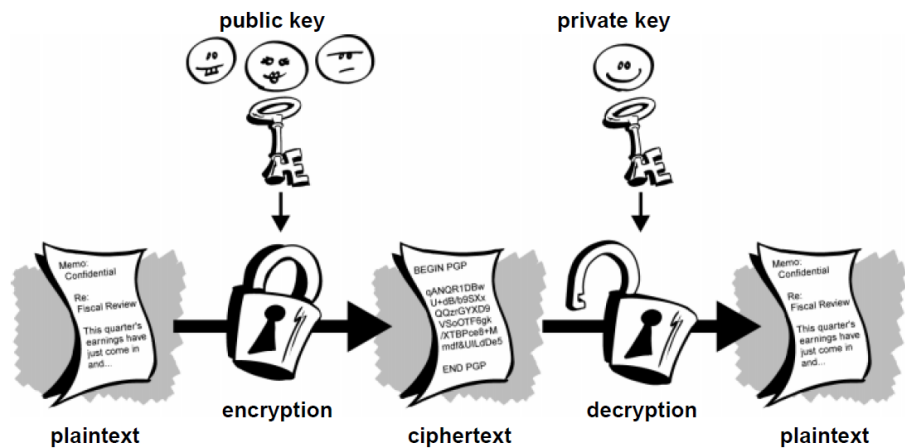 public key
private key
Memo:
Confidential
Re:
Fiscal Review
This quarter's
earnings have
just come in
and...
BEGIN PGP
qANQR1DBw
U+dB/b9SXx
QQzrGYXD9
VSoOTF6gk
/XTBPce8+M
mdf&UILdDe5
END PGP
Memo:
Confidential
Re:
Fiscal Review
This quarter's
earnings have
just come in
and...
encryption
decryption
plaintext
ciphertext
plaintext